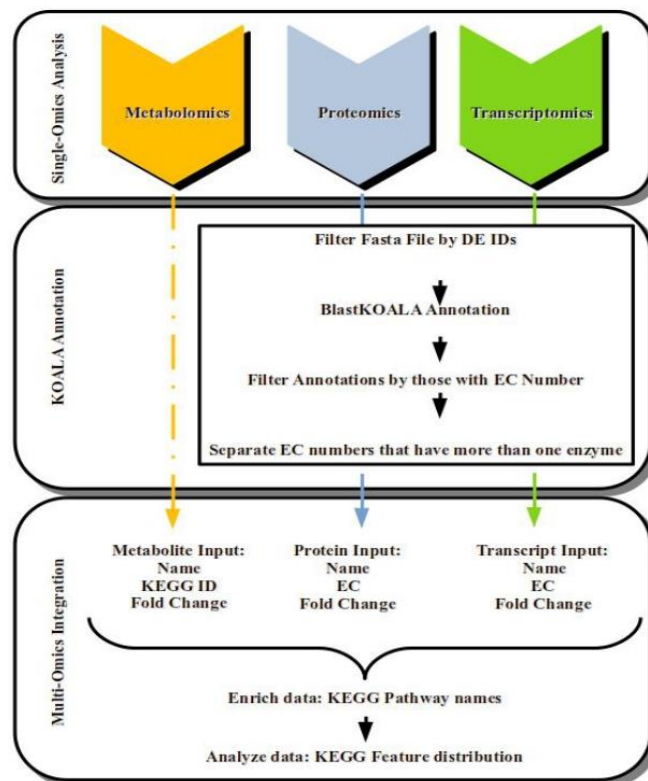 Single-Omics Analysis
Metabolomics
Proteomics
Transcriptomics
KOALA Annotation
Filter Fasta File by DE IDs
BlastKOALA Annotation
Filter Annotations by those with EC Number
Separate EC numbers that have more than one enzyme
Multi-Omics Integration
Metabolite Input:
Name
KEGG ID
Fold Change
Protein Input:
Name
EC
Fold Change
Transcript Input:
Name
EC
Fold Change
Enrich data: KEGG Pathway names
Analyze data: KEGG Feature distribution